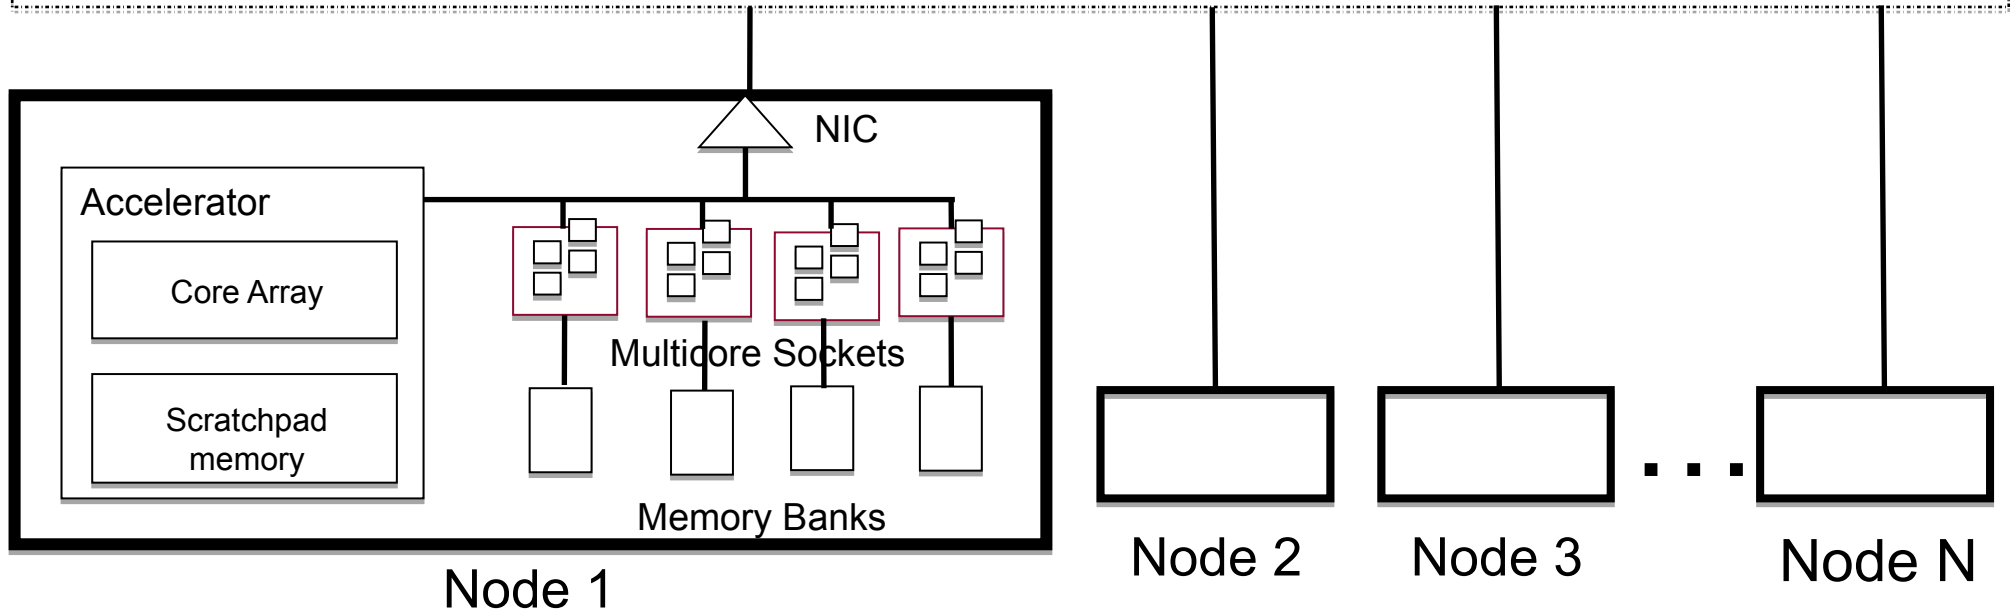 NIC
Accelerator
Core Array
Multicore Sockets
Scratchpad
memory
Memory Banks
. . .
Node 1
Node 2
Node 3
Node N